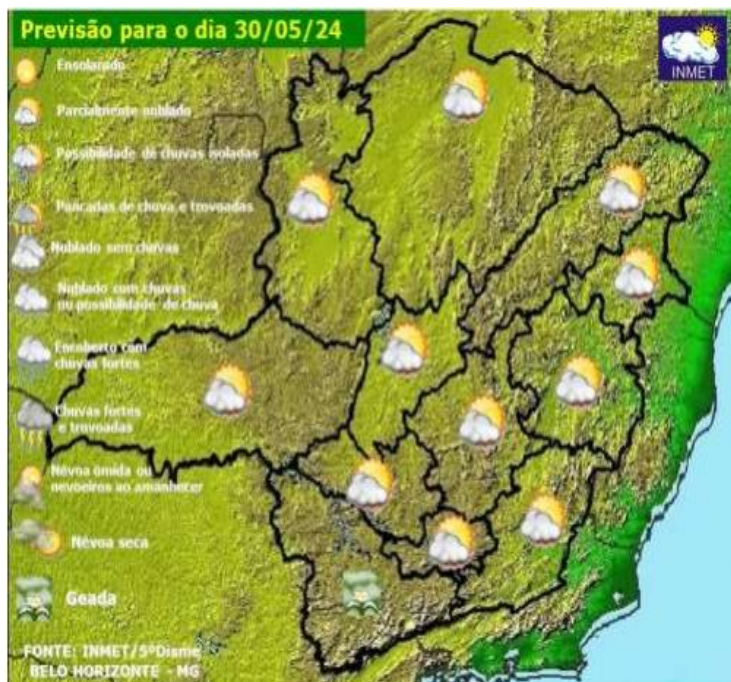 Previsão para o dia 30/05/24
INMET
Ensolarado
Parcialmente nublado
Possibilidade de chuvas isoladas
Pancadas de chuva e trovoadas
Nublado sem chuvas
Nublado com chuvas
ou possibilidade de chuva
Encoberto com
chuvas fortes
Chuvas fortes
e trovoadas
Névoa úmida ou
nevoeiros ao amanhecer
Névoa seca
Geada
FONTE: INMET/5ºDisme
BELO HORIZONTE - MG